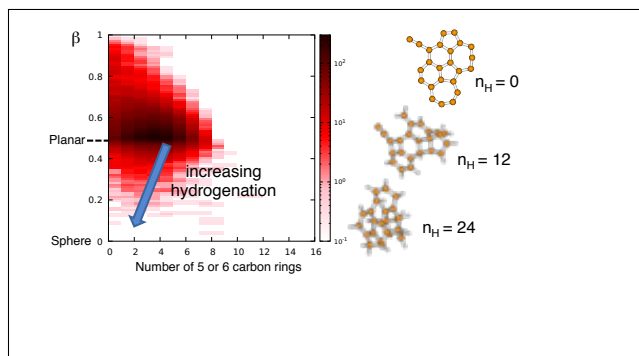 β
1
0.8
0.6
Planar
0.4
0.2
Sphere
0
0 2 4 6 8 10 12 14 16
Number of 5 or 6 carbon rings
increasing
hydrogenation
10²
10¹
10⁰
10⁻¹
n_H = 0
n_H = 12
n_H = 24